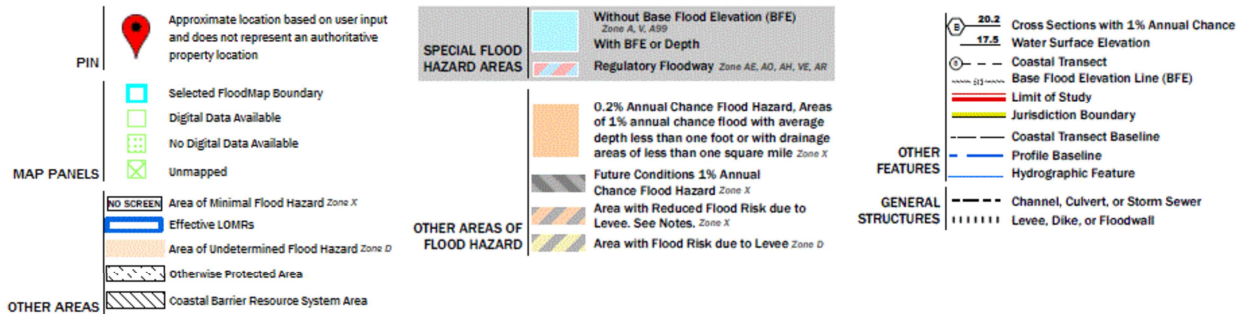 PIN
Approximate location based on user input
and does not represent an authoritative
property location
MAP PANELS
Selected FloodMap Boundary
Digital Data Available
No Digital Data Available
Unmapped
OTHER AREAS
NO SCREEN Area of Minimal Flood Hazard Zone X
Effective LOMRs
Area of Undetermined Flood Hazard Zone D
Otherwise Protected Area
Coastal Barrier Resource System Area
SPECIAL FLOOD
HAZARD AREAS
Without Base Flood Elevation (BFE)
Zone A, V, A99
With BFE or Depth
Regulatory Floodway Zone AE, AO, AH, VE, AR
OTHER AREAS OF
FLOOD HAZARD
0.2% Annual Chance Flood Hazard, Areas
of 1% annual chance flood with average
depth less than one foot or with drainage
areas of less than one square mile Zone X
Future Conditions 1% Annual
Chance Flood Hazard Zone X
Area with Reduced Flood Risk due to
Levee. See Notes. Zone X
Area with Flood Risk due to Levee Zone D
OTHER
FEATURES
B 20.2 Cross Sections with 1% Annual Chance
17.5 Water Surface Elevation
8 Coastal Transect
513 Base Flood Elevation Line (BFE)
Limit of Study
Jurisdiction Boundary
Coastal Transect Baseline
Profile Baseline
Hydrographic Feature
GENERAL
STRUCTURES
Channel, Culvert, or Storm Sewer
Levee, Dike, or Floodwall